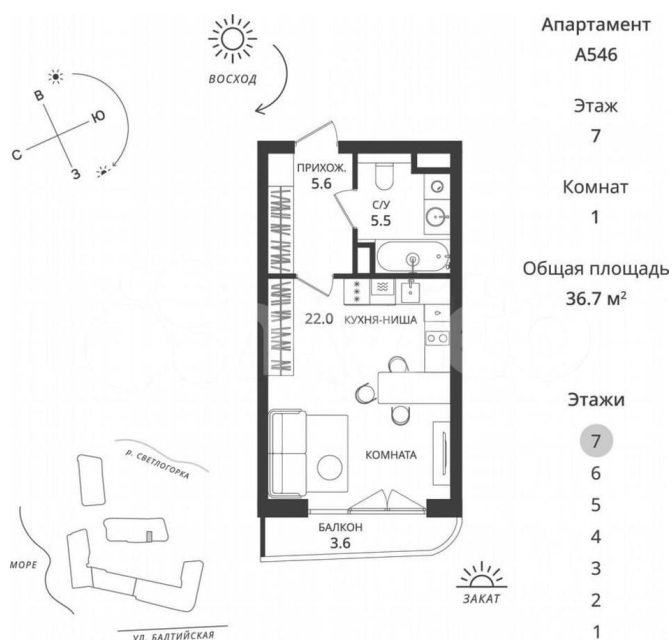 Апартамент
А546
Этаж
7
Комнат
1
Общая площадь
36.7 м²
Этажи
7
6
5
4
3
2
1
ВОСХОД
В
Ю
С
З
ПРИХОЖ.
5.6
С/У
5.5
22.0 КУХНЯ-НИША
КОМНАТА
БАЛКОН
3.6
ЗАКАТ
р. СВЕТЛОГОРКА
МОРЕ
УЛ. БАЛТИЙСКАЯ